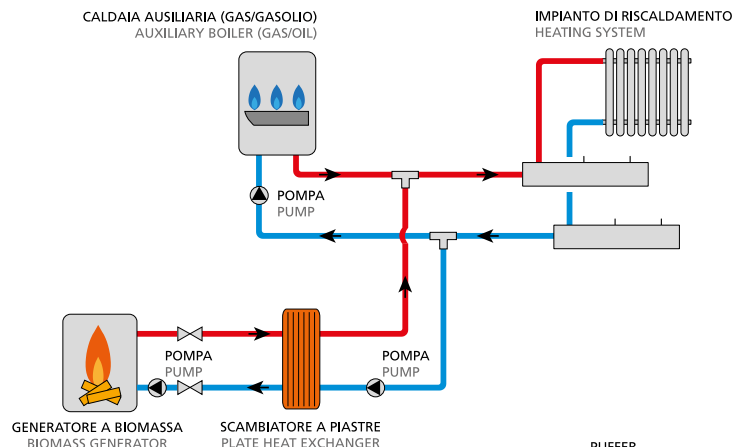 CALDAIA AUSILIARIA (GAS/GASOLIO)
AUXILIARY BOILER (GAS/OIL)
IMPIANTO DI RISCALDAMENTO
HEATING SYSTEM
POMPA
PUMP
POMPA
PUMP
POMPA
PUMP
GENERATORE A BIOMASSA
BIOMASS GENERATOR
SCAMBIATORE A PIASTRE
PLATE HEAT EXCHANGER
PUFFER